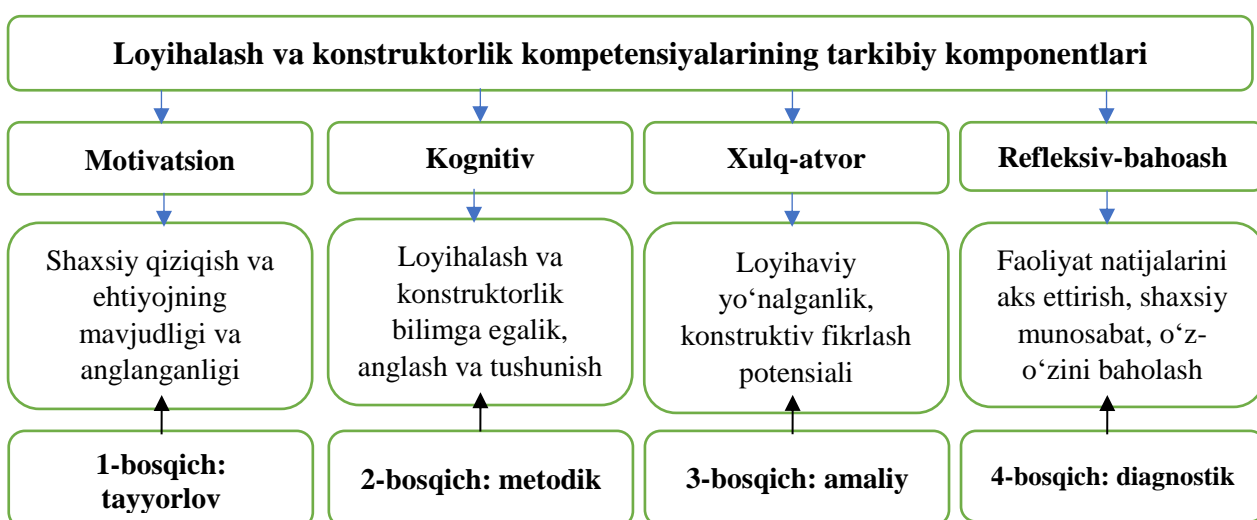 Loyihalash va konstruktorlik kompetensiyalarining tarkibiy komponentlari
Motivatsion
Kognitiv
Xulq-atvor
Refleksiv-bahoash
Shaxsiy qiziqish va
ehtiyojning
mavjudligi va
anglanganligi
Loyihalash va
konstruktorlik
bilimga egalik,
anglash va tushunish
Loyihaviy
yo‘nalganlik,
konstruktiv fikrlash
potensiali
Faoliyat natijalarini
aks ettirish, shaxsiy
munosabat, o‘z-
o‘zini baholash
1-bosqich:
tayyorlov
2-bosqich: metodik
3-bosqich: amaliy
4-bosqich: diagnostik